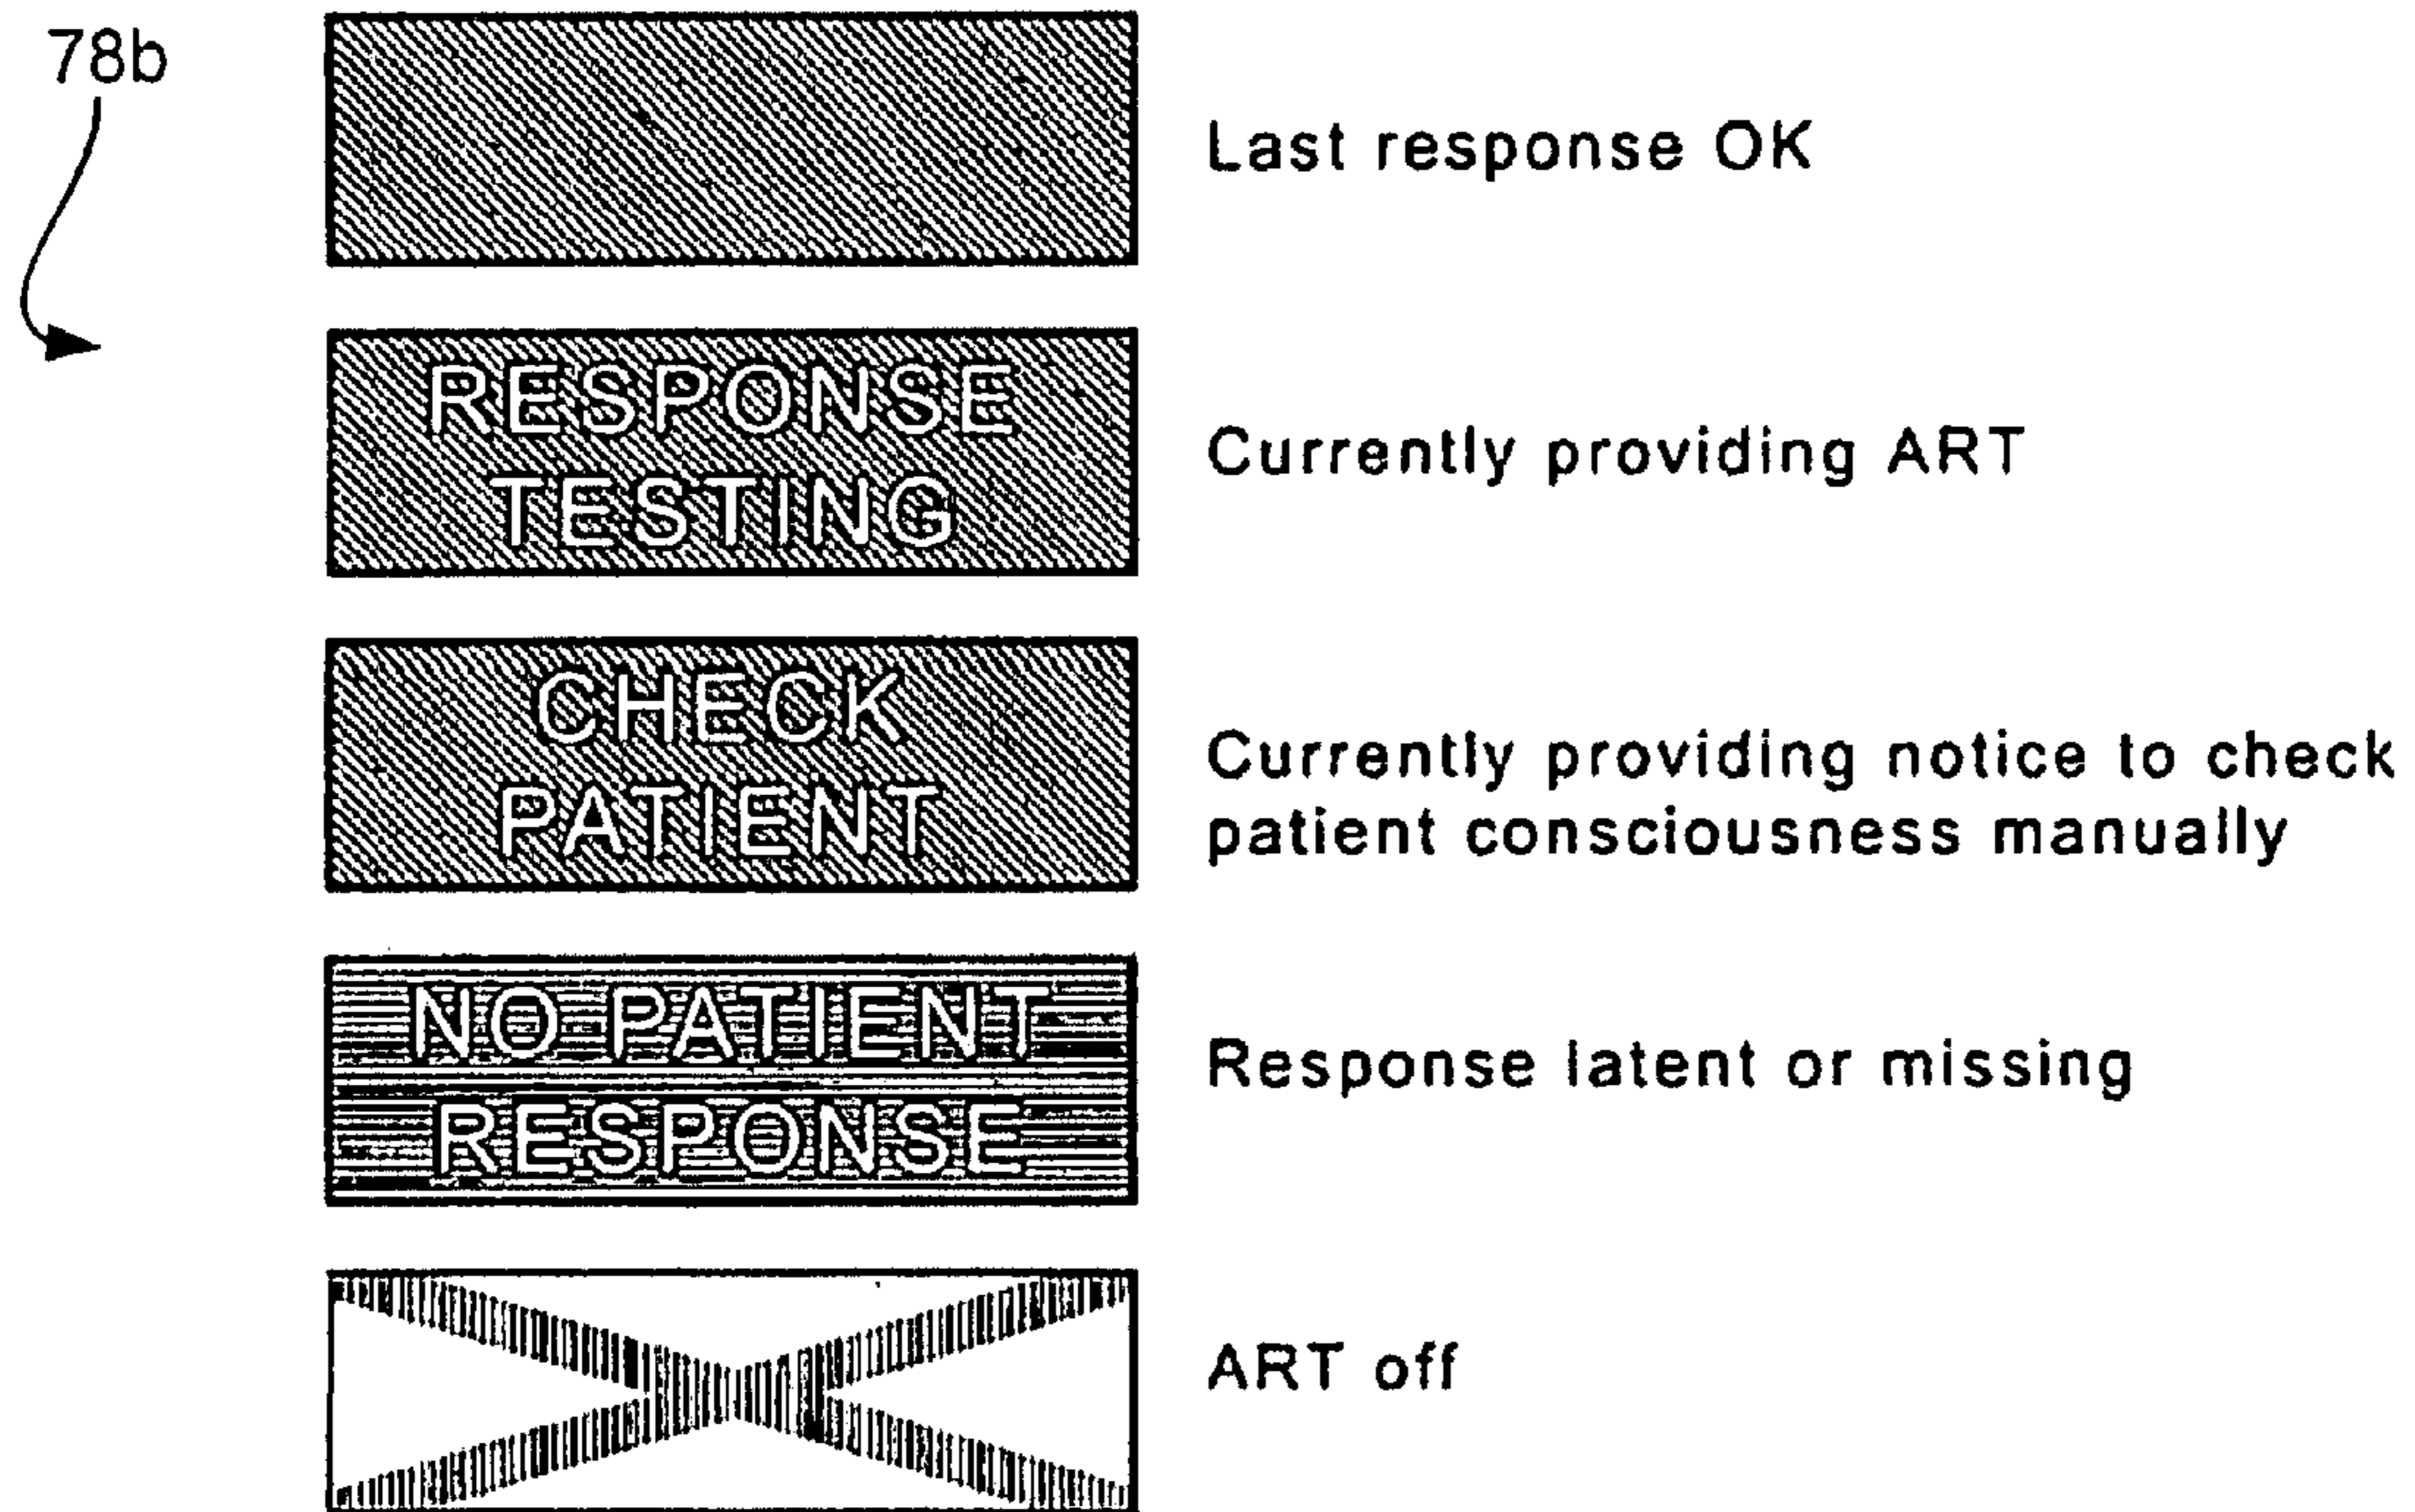 78b
Last response OK
RESPONSE
TESTING
Currently providing ART
CHECK
PATIENT
Currently providing notice to check
patient consciousness manually
NO PATIENT
RESPONSE
Response latent or missing
ART off